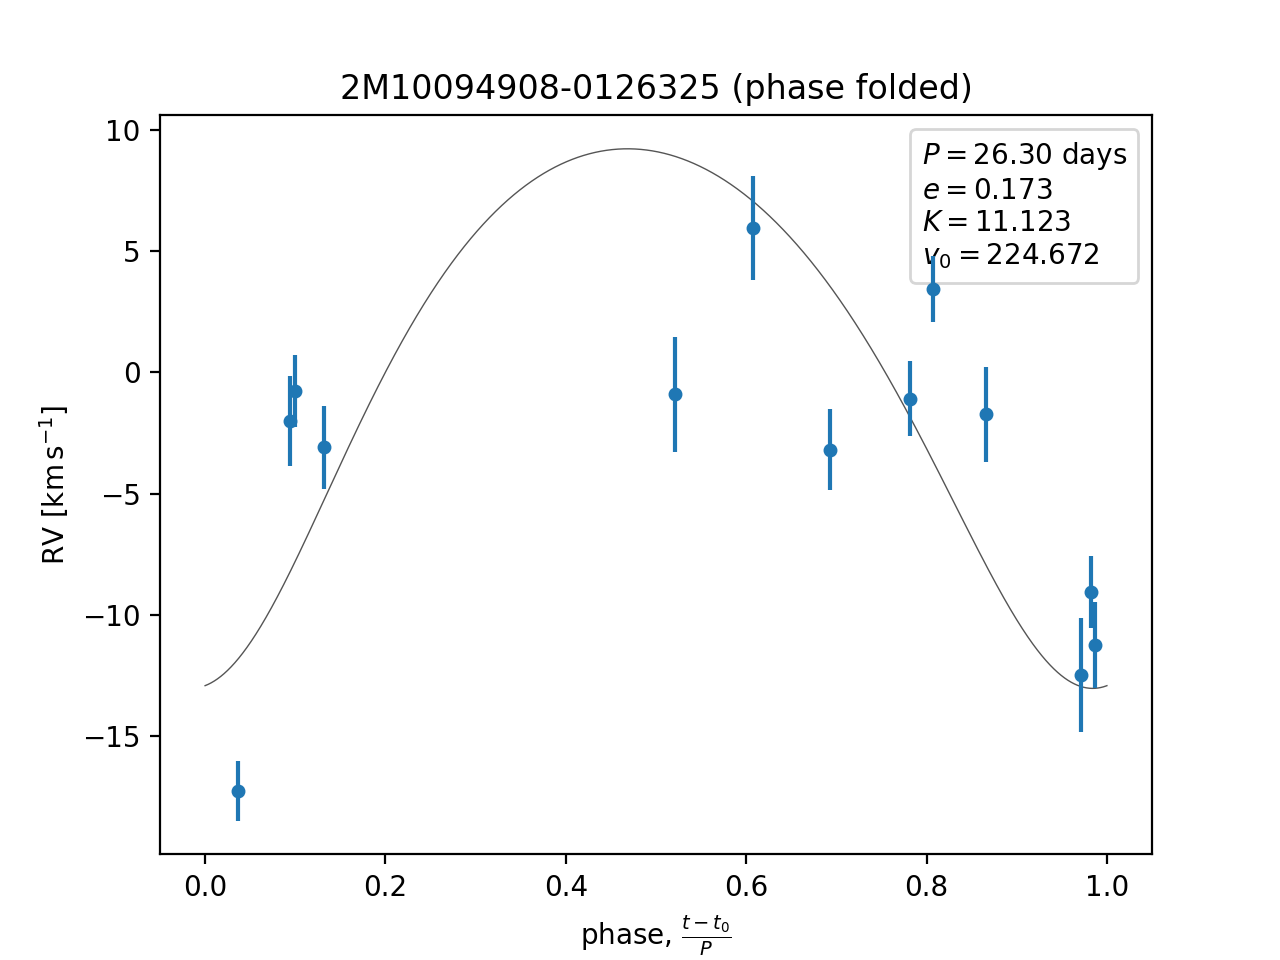 2M10094908-0126325 (phase folded)
P = 26.30 days
e = 0.173
K = 11.123
v₀ = 224.672
10
5
0
−5
−10
−15
RV [km s⁻¹]
0.0 0.2 0.4 0.6 0.8 1.0
phase, (t − t₀)/P